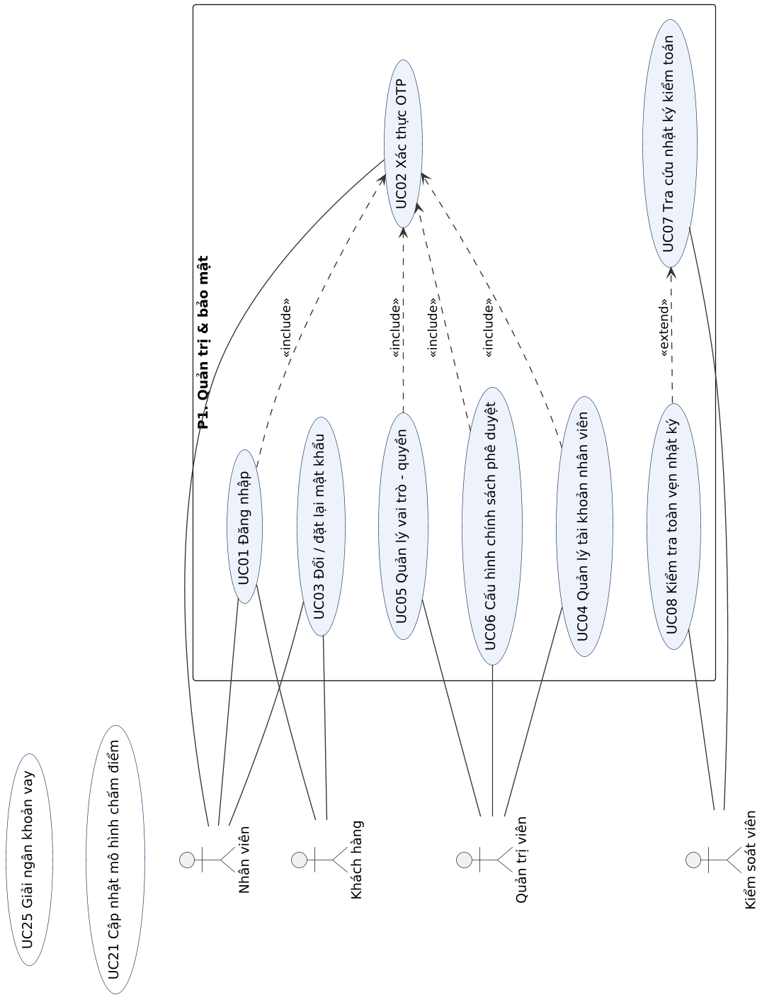 P1. Quản trị & bảo mật
UC25 Giải ngân khoản vay
UC21 Cập nhật mô hình chấm điểm
Nhân viên
Khách hàng
Quản trị viên
Kiểm soát viên
UC01 Đăng nhập
UC03 Đổi / đặt lại mật khẩu
UC05 Quản lý vai trò - quyền
UC06 Cấu hình chính sách phê duyệt
UC04 Quản lý tài khoản nhân viên
UC08 Kiểm tra toàn vẹn nhật ký
«include»
«include»
«include»
«include»
«extend»
UC02 Xác thực OTP
UC07 Tra cứu nhật ký kiểm toán